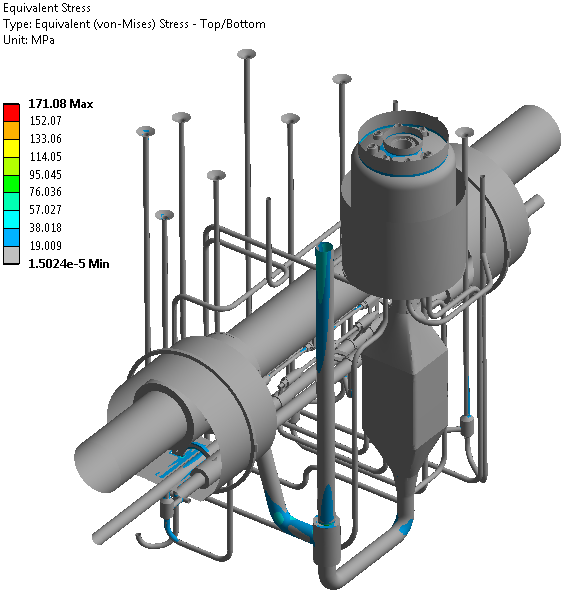 Equivalent Stress
Type: Equivalent (von-Mises) Stress - Top/Bottom
Unit: MPa
171.08 Max
152.07
133.06
114.05
95.045
76.036
57.027
38.018
19.009
1.5024e-5 Min